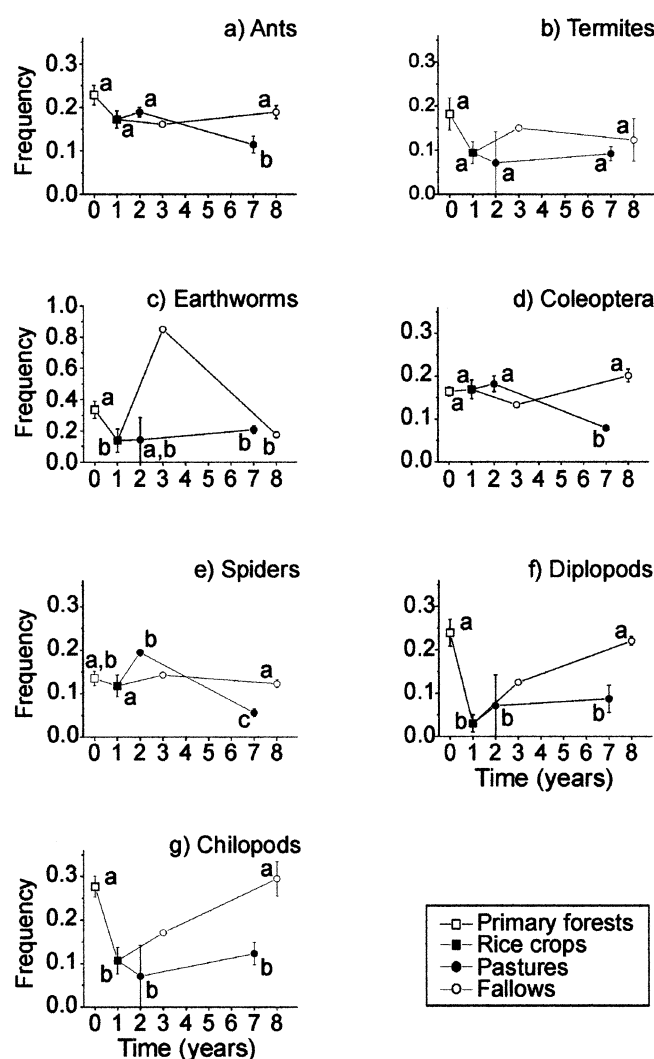 a) Ants
Frequency
0.3
0.2
0.1
0.0
a
a
a
b
a
0 1 2 3 4 5 6 7 8
b) Termites
0.3
0.2
0.1
0.0
a
a
a
a
a
0 1 2 3 4 5 6 7 8
c) Earthworms
Frequency
1.0
0.8
0.6
0.4
0.2
0.0
a
b
a,b
b
b
0 1 2 3 4 5 6 7 8
d) Coleoptera
0.3
0.2
0.1
0.0
a
a
a
b
a
0 1 2 3 4 5 6 7 8
e) Spiders
Frequency
0.3
0.2
0.1
0.0
a,b
a
b
c
a
0 1 2 3 4 5 6 7 8
f) Diplopods
0.3
0.2
0.1
0.0
a
b
b
b
a
0 1 2 3 4 5 6 7 8
Time (years)
g) Chilopods
Frequency
0.3
0.2
0.1
0.0
a
b
b
b
a
0 1 2 3 4 5 6 7 8
Time (years)
Primary forests
Rice crops
Pastures
Fallows